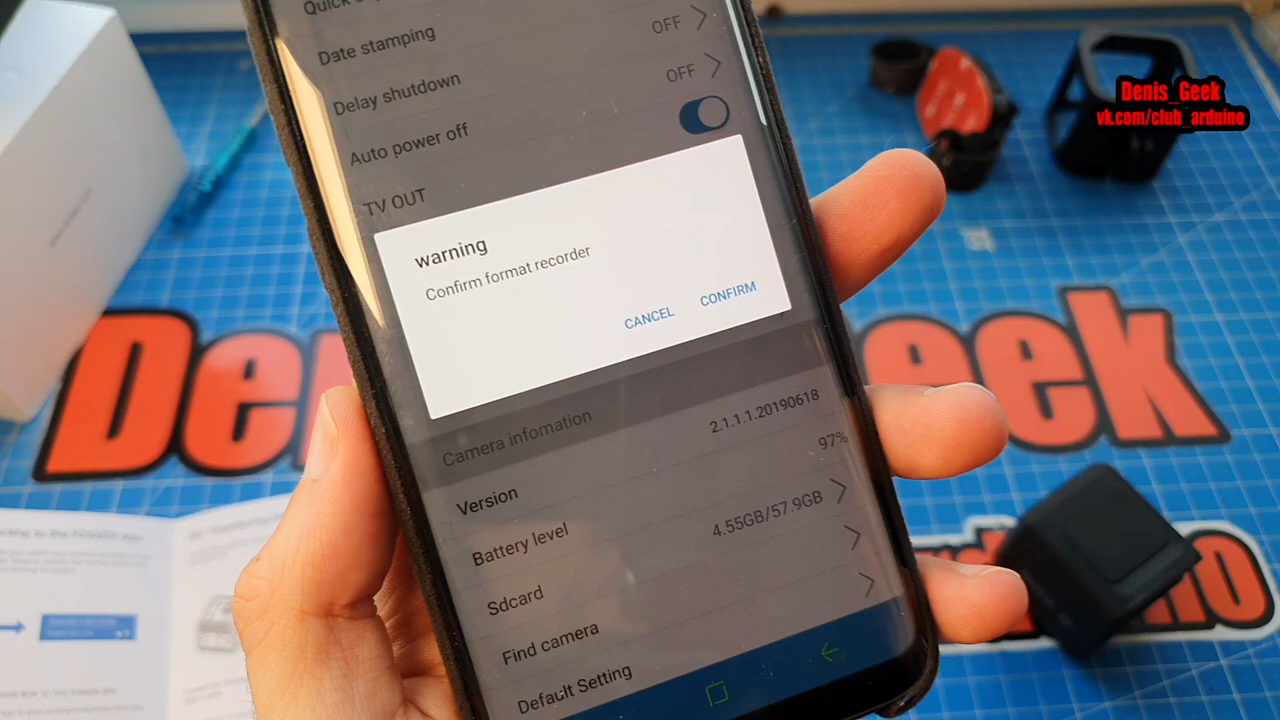 Date stamping
OFF
Delay shutdown
OFF
Auto power off
TV OUT
warning
Confirm format recorder
CANCEL
CONFIRM
Camera infomation
Version
2.1.1.1.20190618
Battery level
97%
Sdcard
4.55GB/57.9GB
Find camera
Default Setting
Denis_Geek
vk.com/club_arduino